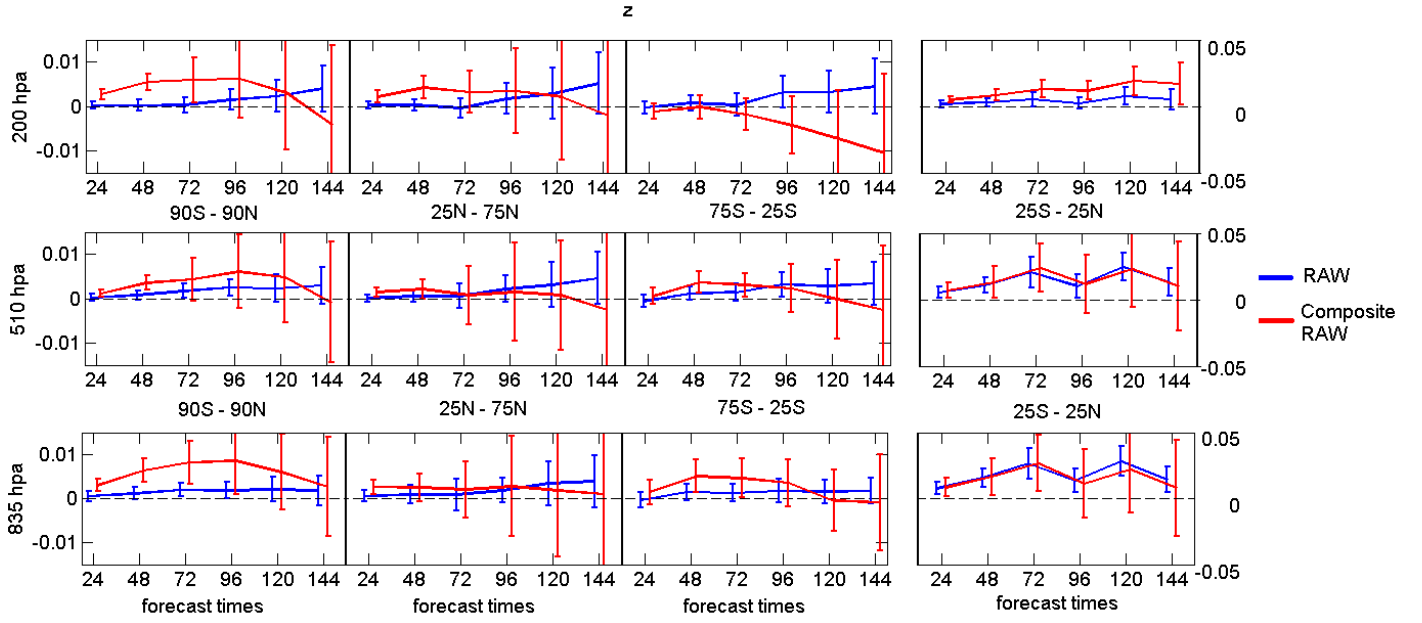 z
200 hpa
0.01
0
-0.01
0.05
0
-0.05
24 48 72 96 120 144 24 48 72 96 120 144 24 48 72 96 120 144 24 48 72 96 120 144
90S - 90N 25N - 75N 75S - 25S 25S - 25N
510 hpa
0.01
0
-0.01
0.05
0
-0.05
RAW
Composite
RAW
24 48 72 96 120 144 24 48 72 96 120 144 24 48 72 96 120 144 24 48 72 96 120 144
90S - 90N 25N - 75N 75S - 25S 25S - 25N
835 hpa
0.01
0
-0.01
0.05
0
-0.05
24 48 72 96 120 144 24 48 72 96 120 144 24 48 72 96 120 144 24 48 72 96 120 144
forecast times forecast times forecast times forecast times